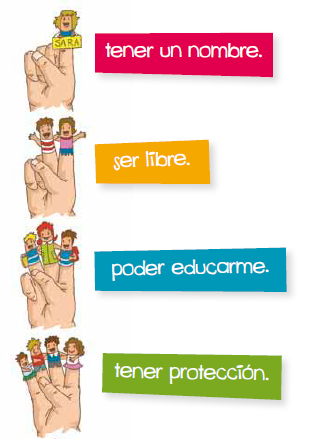 SARA
tener un nombre.
ser libre.
poder educarme.
tener protección.